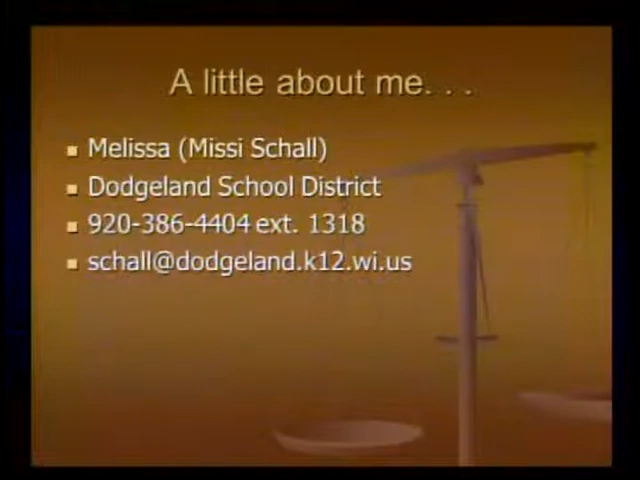 A little about me. . .
Melissa (Missi Schall)
Dodgeland School District
920-386-4404 ext. 1318
schall@dodgeland.k12.wi.us